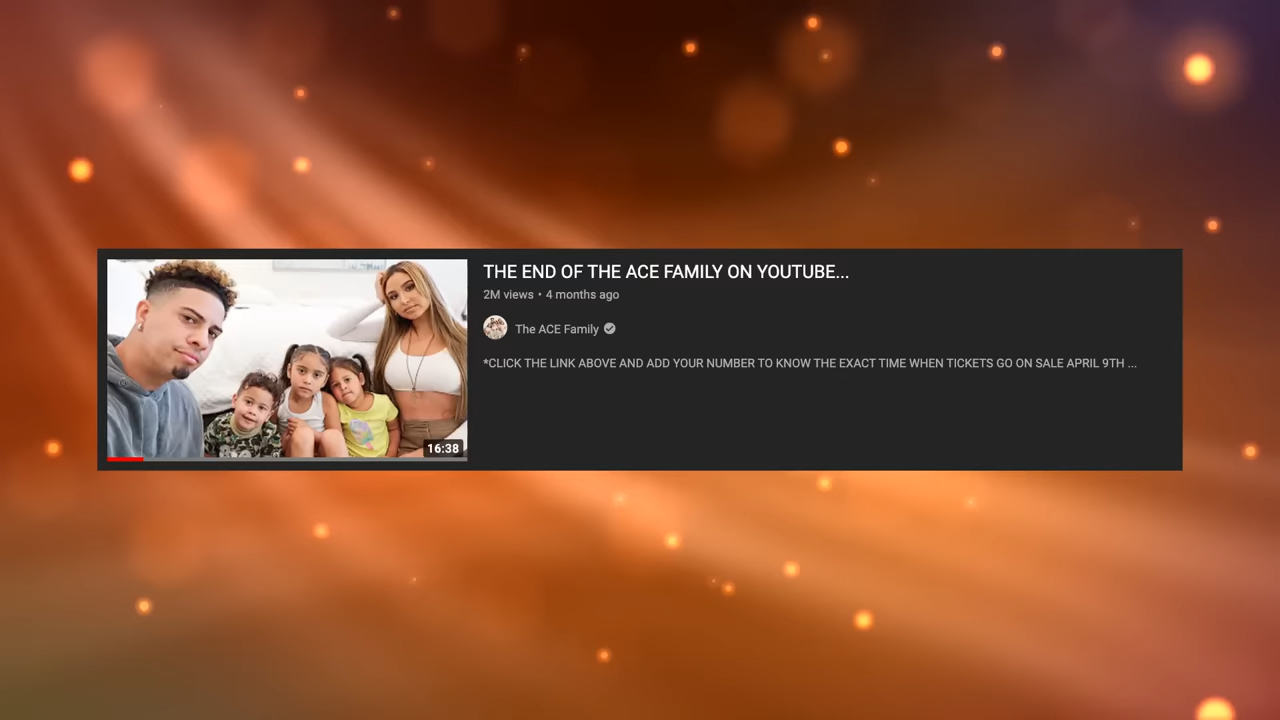 THE END OF THE ACE FAMILY ON YOUTUBE...
2M views • 4 months ago
The ACE Family
*CLICK THE LINK ABOVE AND ADD YOUR NUMBER TO KNOW THE EXACT TIME WHEN TICKETS GO ON SALE APRIL 9TH ...
16:38